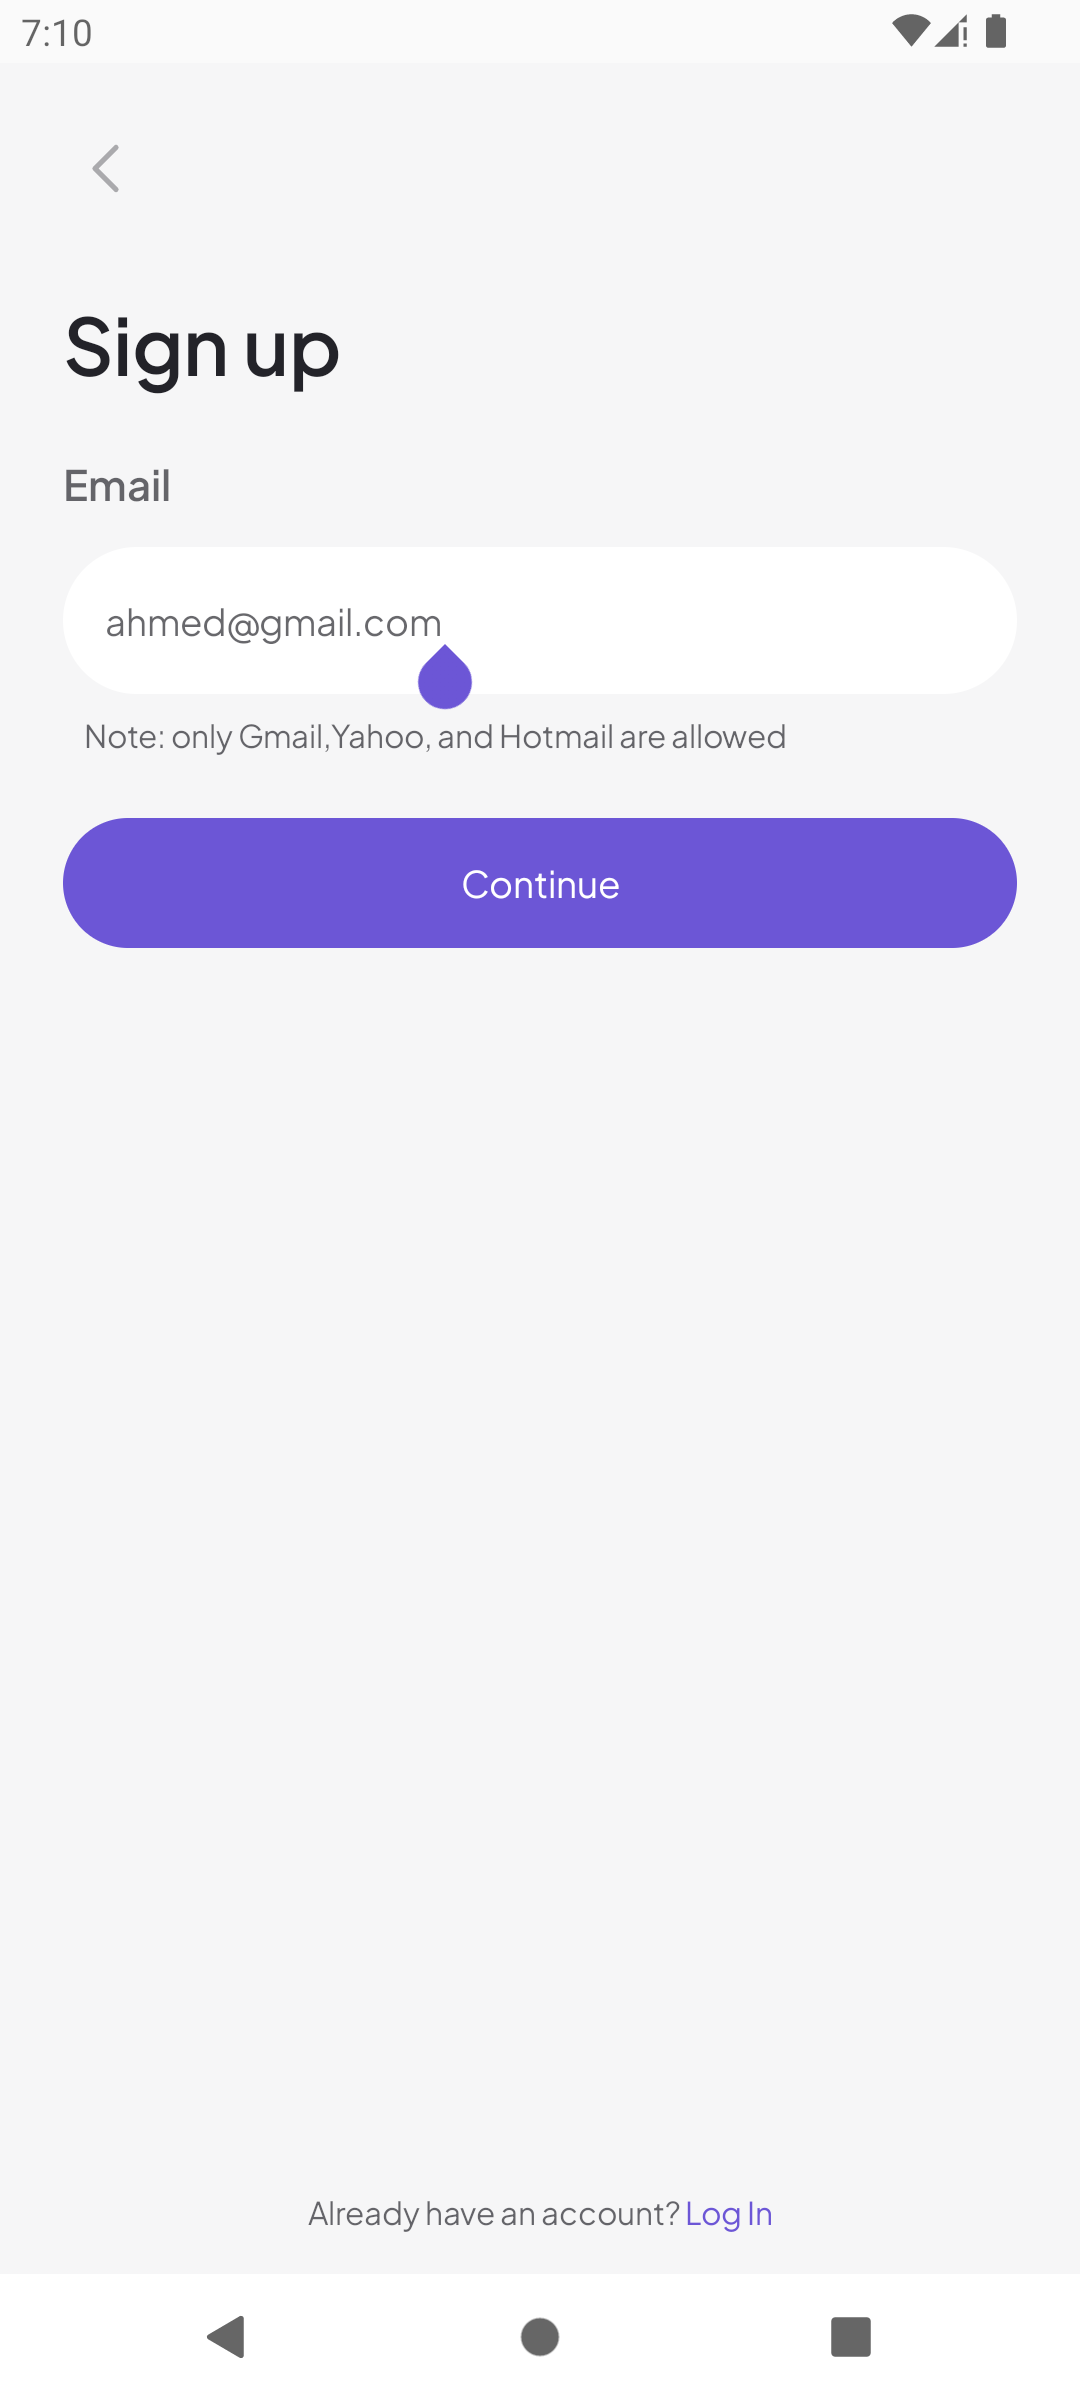 7:10
Sign up
Email
ahmed@gmail.com
Note: only Gmail,Yahoo, and Hotmail are allowed
Continue
Already have an account? Log In